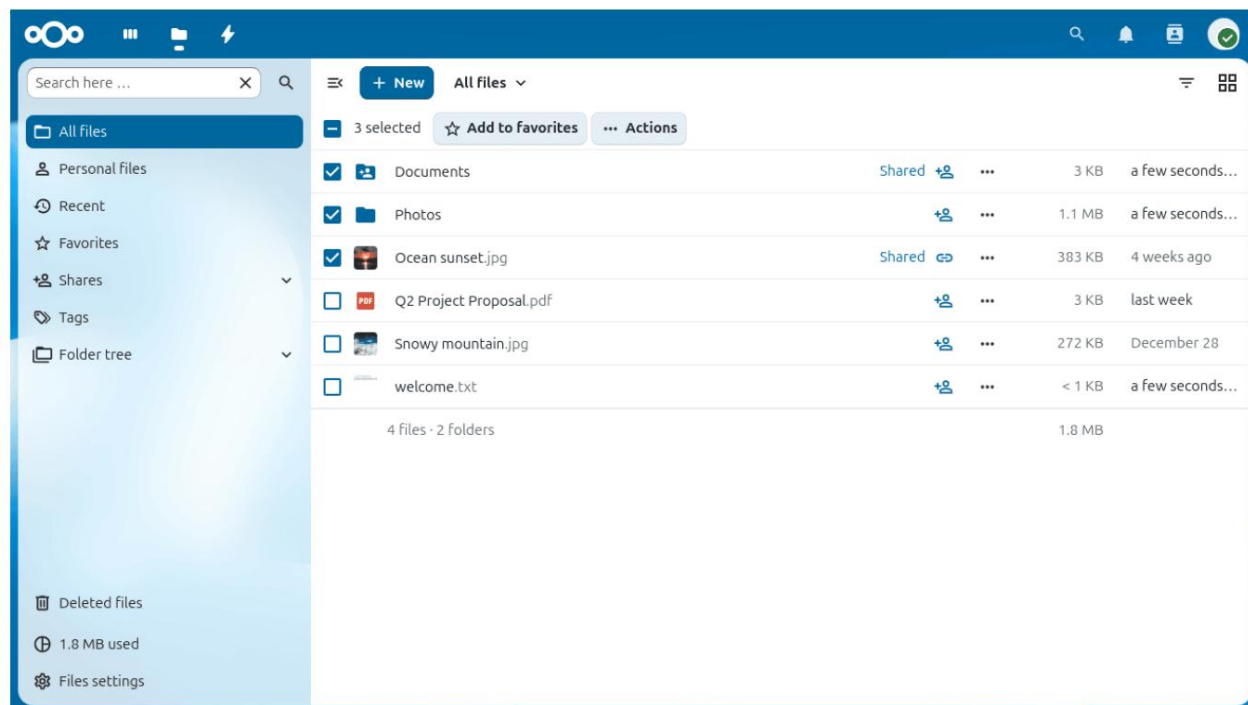 Search here ...
+ New
All files
All files
3 selected
Add to favorites
··· Actions
Personal files
Recent
Favorites
Shares
Tags
Folder tree
Documents
Shared
3 KB
a few seconds...
Photos
1.1 MB
a few seconds...
Ocean sunset.jpg
Shared
383 KB
4 weeks ago
PDF
Q2 Project Proposal.pdf
3 KB
last week
Snowy mountain.jpg
272 KB
December 28
welcome.txt
< 1 KB
a few seconds...
4 files · 2 folders
1.8 MB
Deleted files
1.8 MB used
Files settings